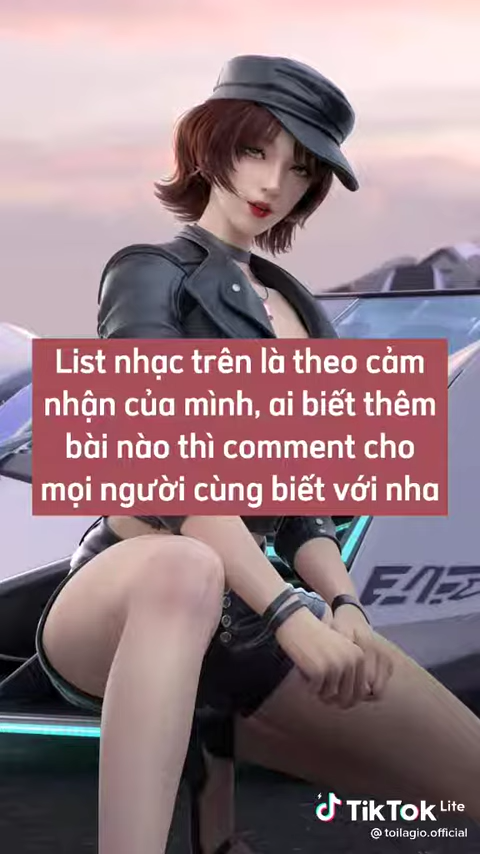 List nhạc trên là theo cảm
nhận của mình, ai biết thêm
bài nào thì comment cho
mọi người cùng biết với nha
TikTok Lite
@toilagio.official